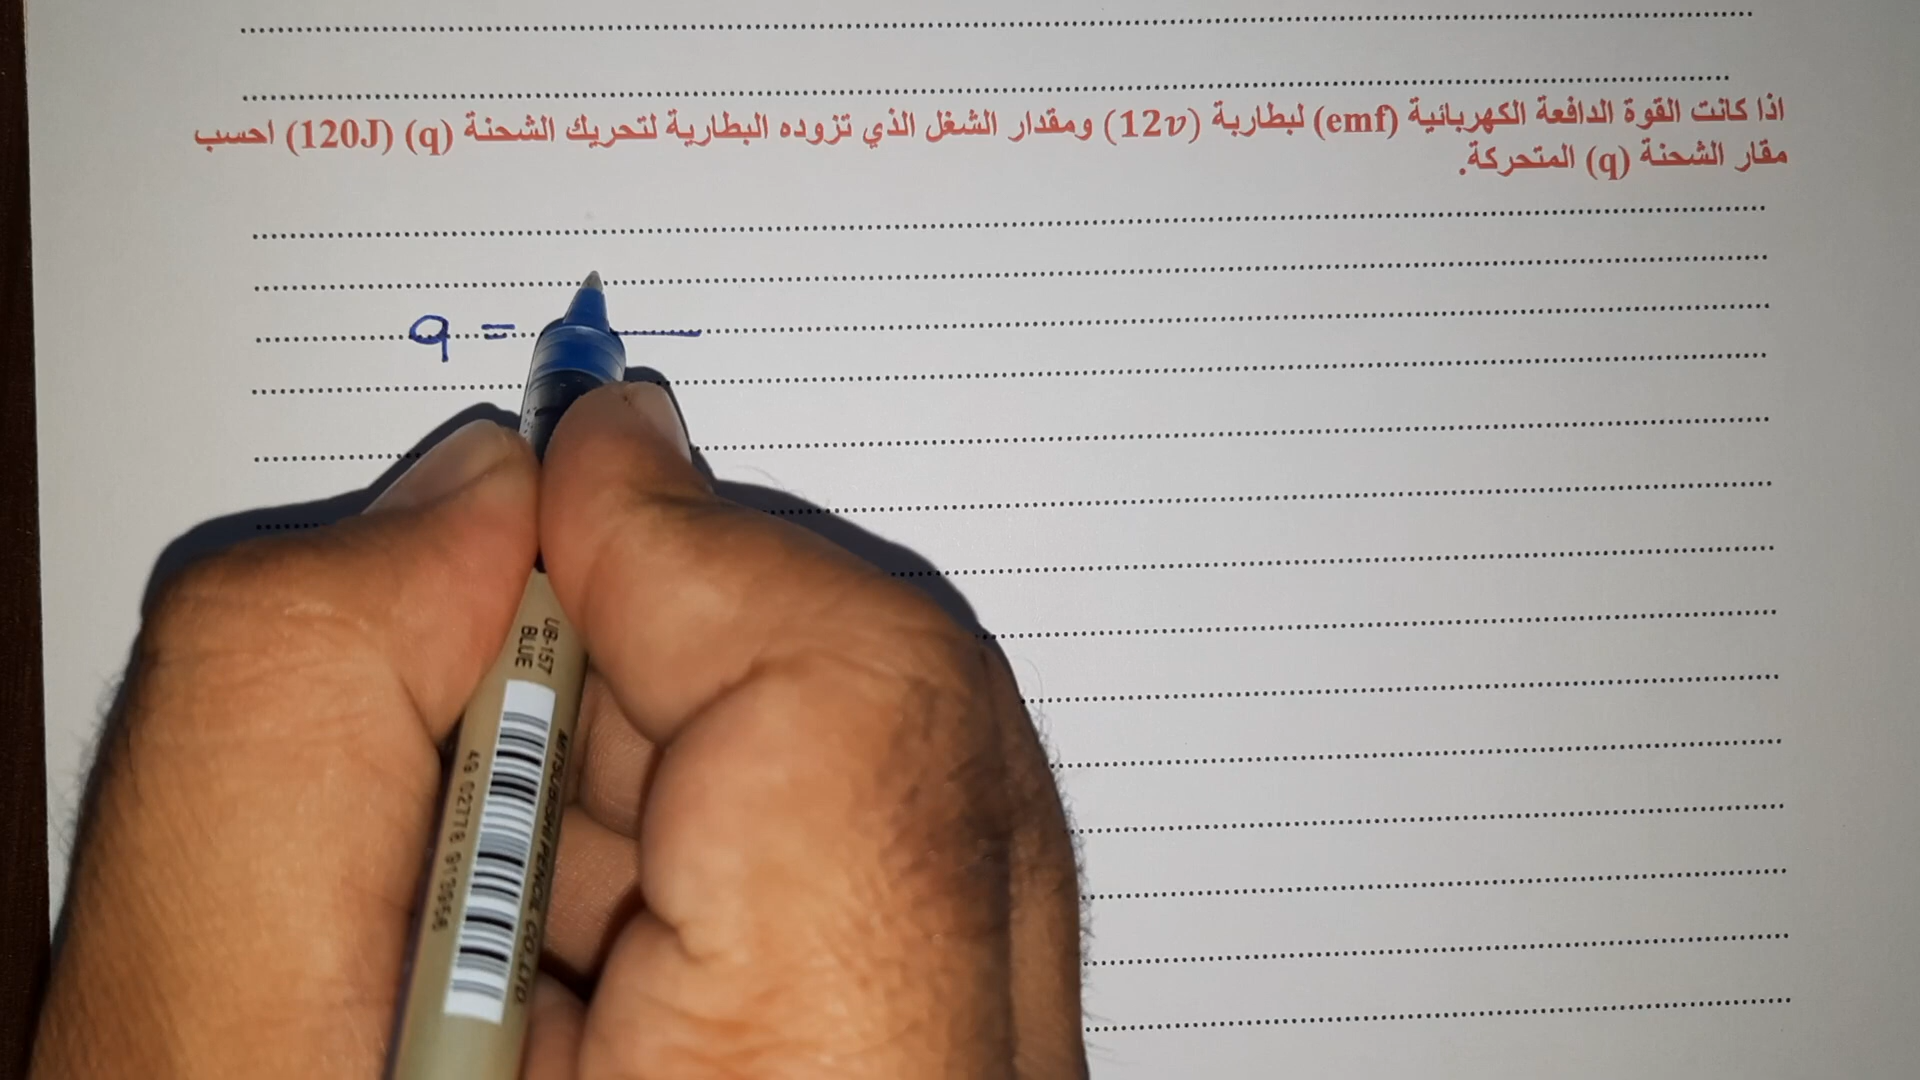 اذا كانت القوة الدافعة الكهربائية (emf) لبطاربة (12v) ومقدار الشغل الذي تزوده البطارية لتحريك الشحنة (q) (120J) احسب
مقار الشحنة (q) المتحركة.
q =
UB-157
BLUE
MITSUBISHI PENCIL CO., LTD.